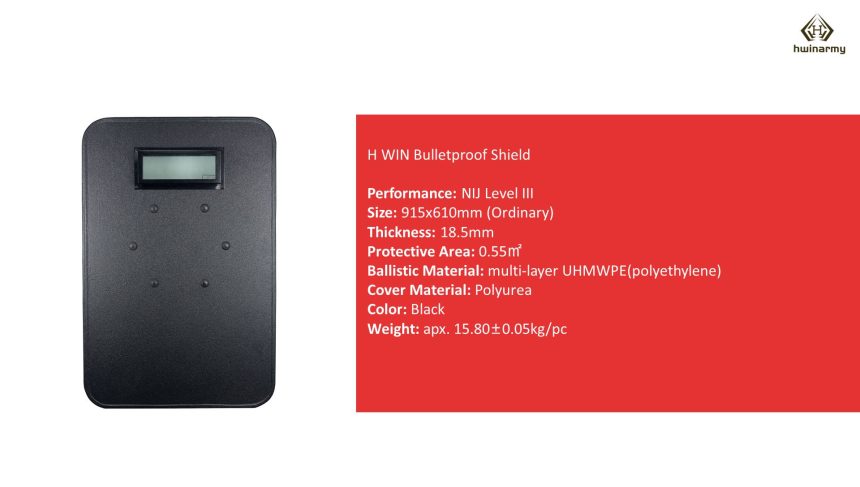 hwinarmy
H WIN Bulletproof Shield
Performance: NIJ Level III
Size: 915x610mm (Ordinary)
Thickness: 18.5mm
Protective Area: 0.55㎡
Ballistic Material: multi-layer UHMWPE(polyethylene)
Cover Material: Polyurea
Color: Black
Weight: apx. 15.80±0.05kg/pc